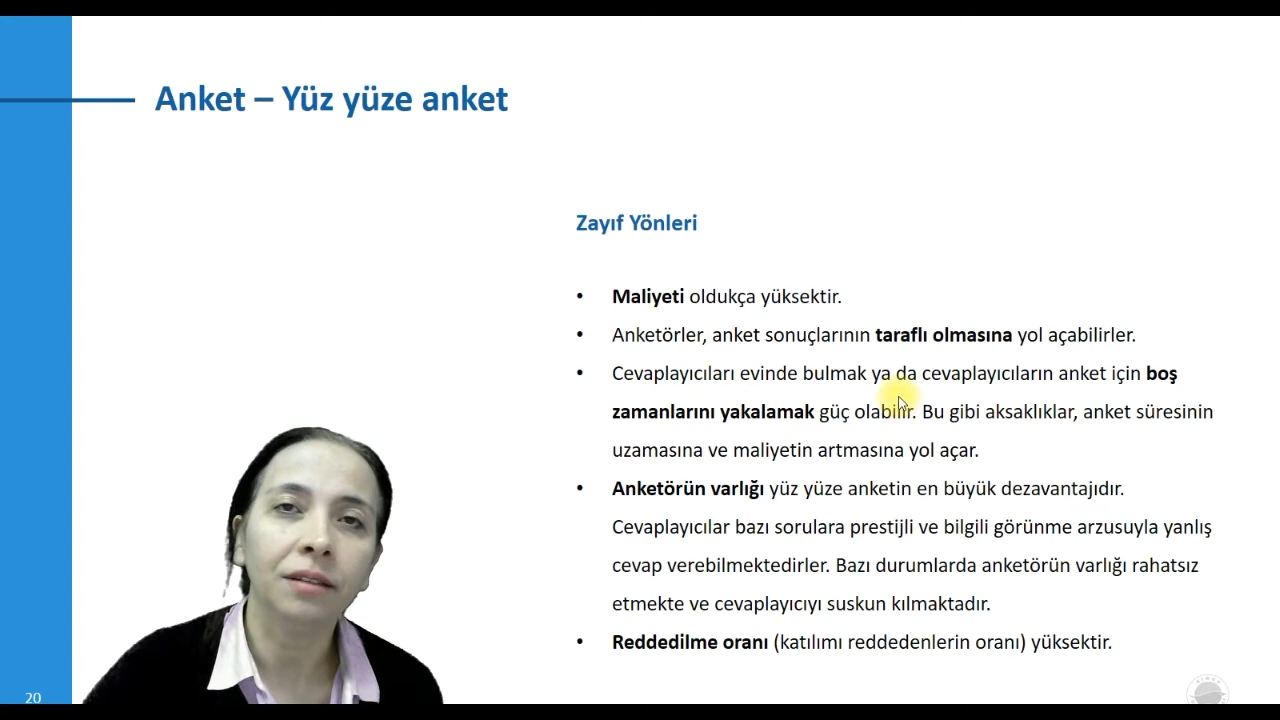 Anket – Yüz yüze anket
Zayıf Yönleri
• Maliyeti oldukça yüksektir.
• Anketörler, anket sonuçlarının taraflı olmasına yol açabilirler.
• Cevaplayıcıları evinde bulmak ya da cevaplayıcıların anket için boş
zamanlarını yakalamak güç olabilir. Bu gibi aksaklıklar, anket süresinin
uzamasına ve maliyetin artmasına yol açar.
• Anketörün varlığı yüz yüze anketin en büyük dezavantajıdır.
Cevaplayıcılar bazı sorulara prestijli ve bilgili görünme arzusuyla yanlış
cevap verebilmektedirler. Bazı durumlarda anketörün varlığı rahatsız
etmekte ve cevaplayıcıyı suskun kılmaktadır.
• Reddedilme oranı (katılımı reddedenlerin oranı) yüksektir.
20